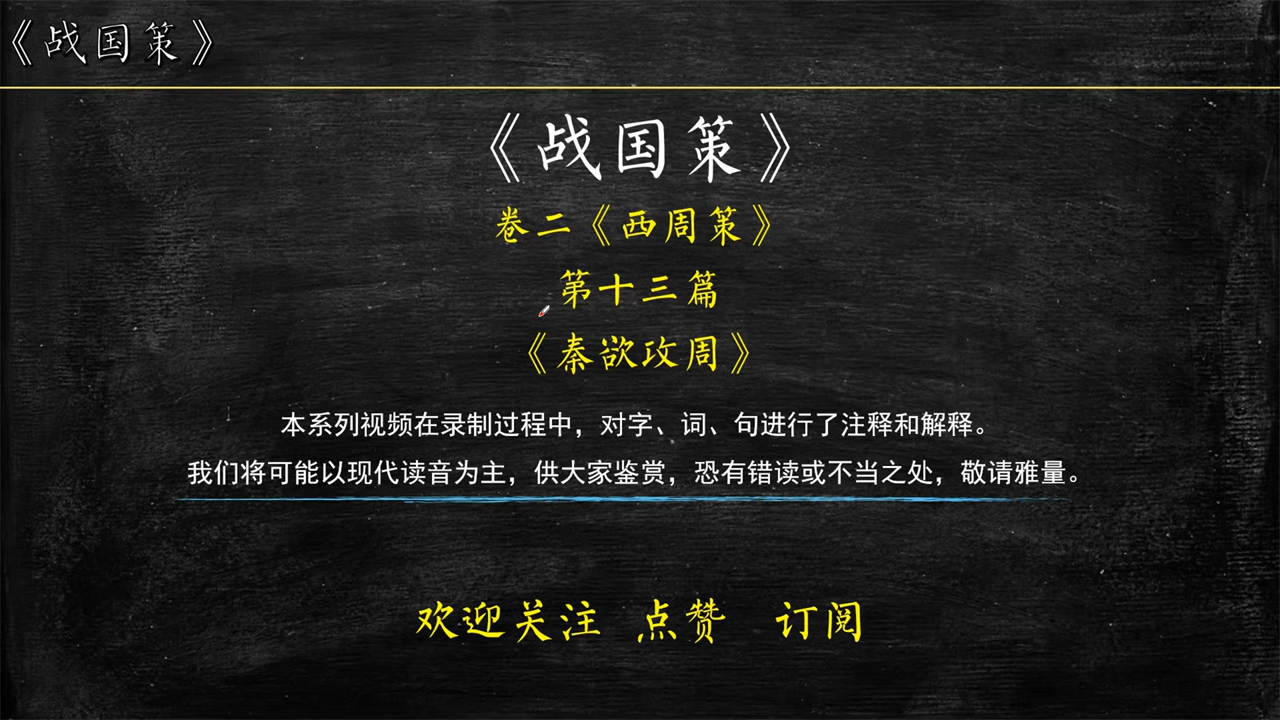 《战国策》
《战国策》
卷二《西周策》
第十三篇
《秦欲攻周》
本系列视频在录制过程中，对字、词、句进行了注释和解释。
我们将可能以现代读音为主，供大家鉴赏，恐有错读或不当之处，敬请雅量。
欢迎关注 点赞 订阅